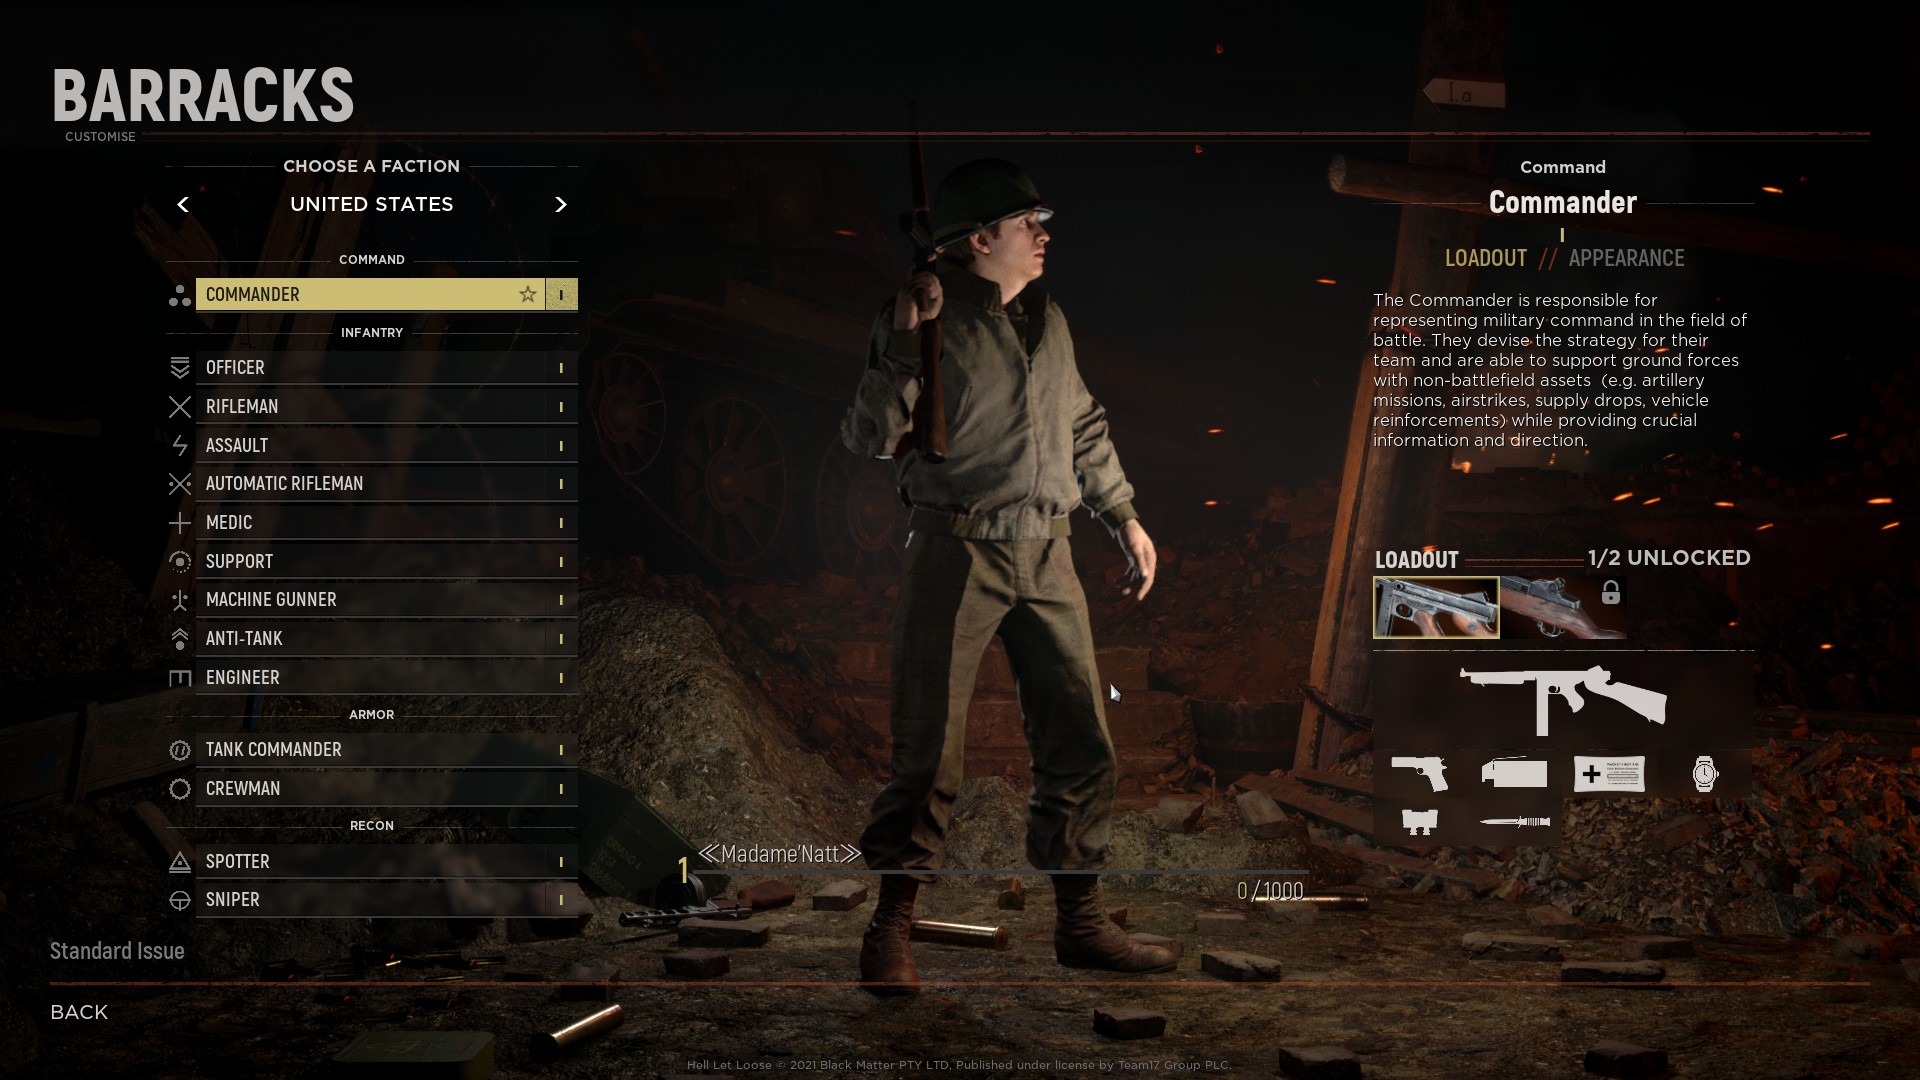 BARRACKS
CUSTOMISE
CHOOSE A FACTION
UNITED STATES
COMMAND
COMMANDER I
INFANTRY
OFFICER I
RIFLEMAN I
ASSAULT I
AUTOMATIC RIFLEMAN I
MEDIC I
SUPPORT I
MACHINE GUNNER I
ANTI-TANK I
ENGINEER I
ARMOR
TANK COMMANDER I
CREWMAN I
RECON
SPOTTER I
SNIPER I
Standard Issue
BACK
1 ≪Madame'Natt≫
0/1000
Command
Commander
I
LOADOUT // APPEARANCE
The Commander is responsible for
representing military command in the field of
battle. They devise the strategy for their
team and are able to support ground forces
with non-battlefield assets (e.g. artillery
missions, airstrikes, supply drops, vehicle
reinforcements) while providing crucial
information and direction.
LOADOUT 1/2 UNLOCKED
Hell Let Loose © 2021 Black Matter PTY LTD, Published under license by Team17 Group PLC.